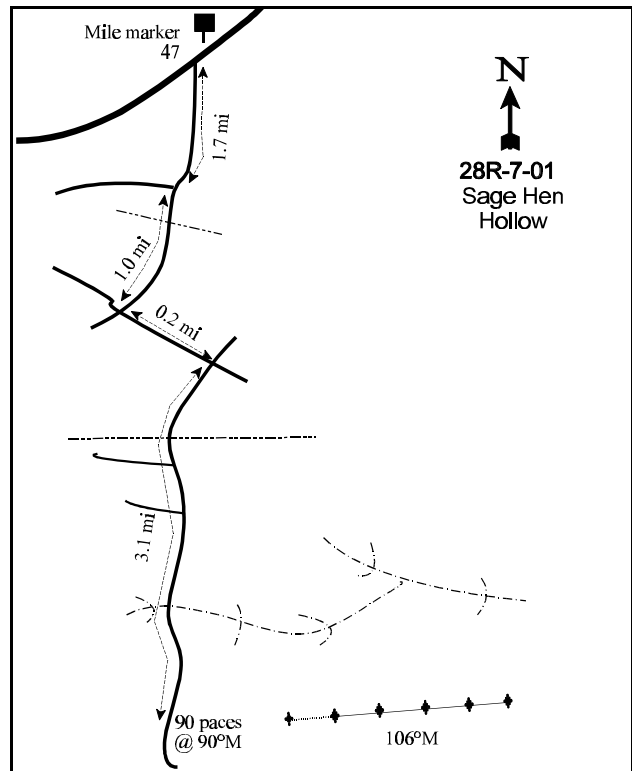 Mile marker
47
N
1.7 mi
28R-7-01
Sage Hen
Hollow
1.0 mi
0.2 mi
3.1 mi
90 paces
@ 90°M
106°M